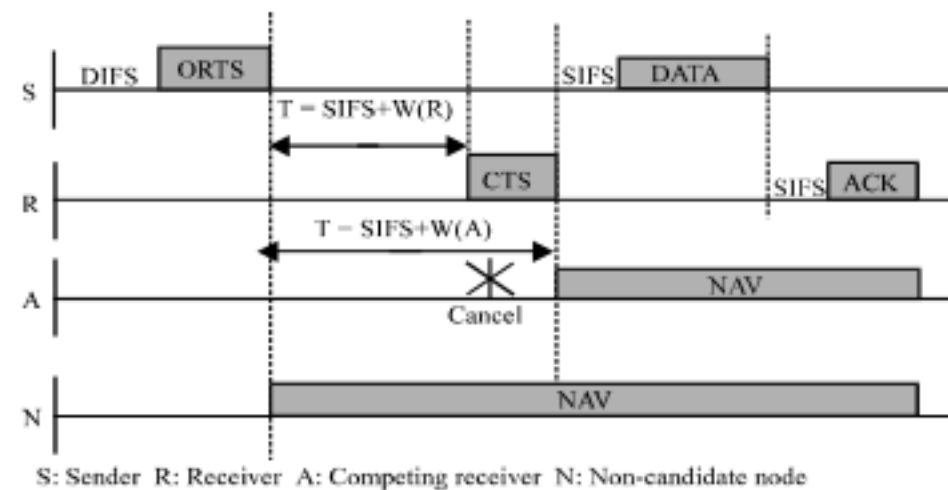 DIFS ORTS SIFS DATA
S
T = SIFS+W(R)
CTS SIFS ACK
R
T = SIFS+W(A)
NAV
A
Cancel
NAV
N
S: Sender R: Receiver A: Competing receiver N: Non-candidate node